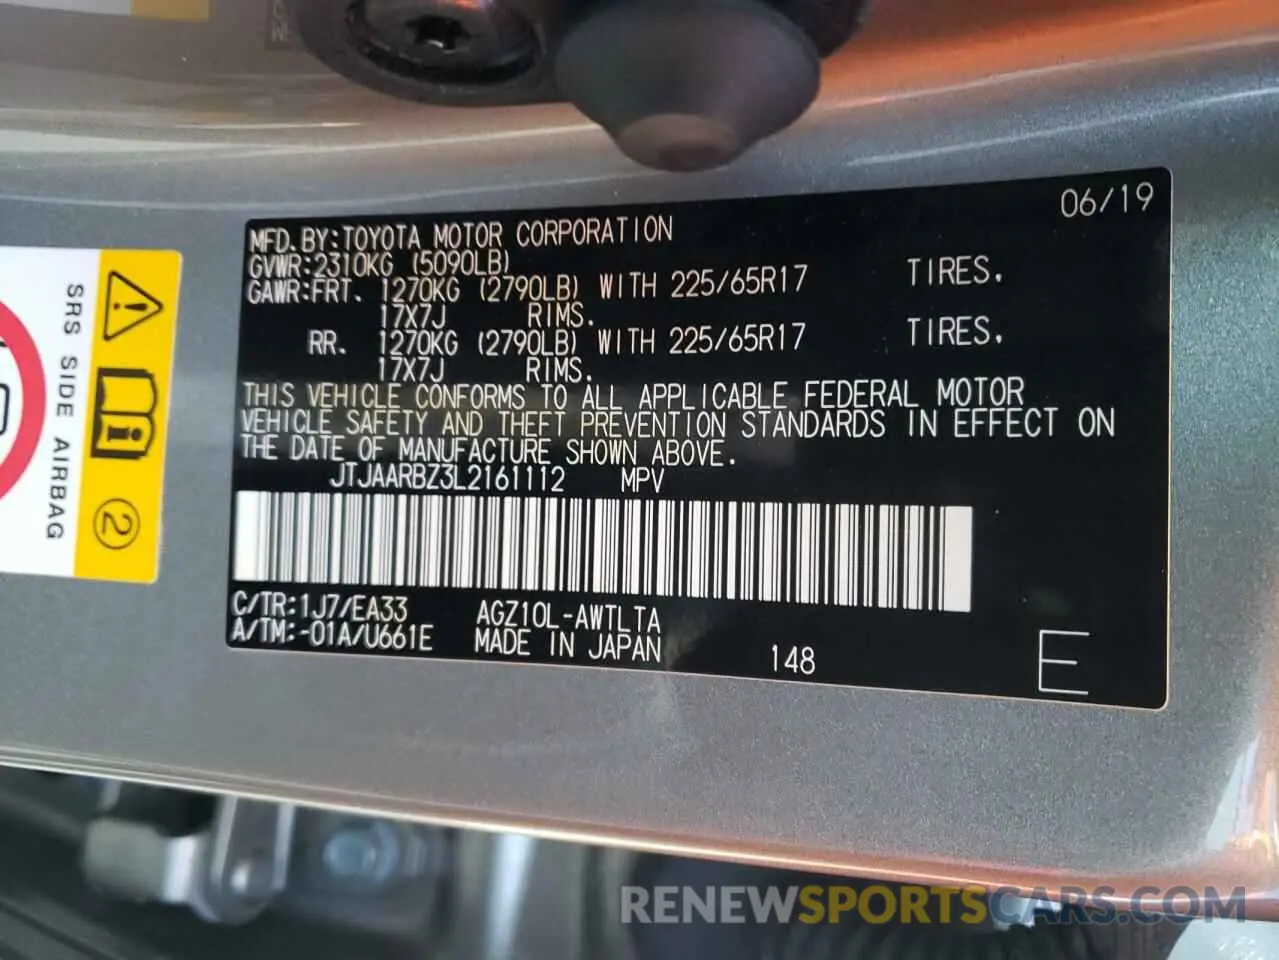 06/19
MFD.BY:TOYOTA MOTOR CORPORATION
GVWR:2310KG (5090LB)
GAWR:FRT. 1270KG (2790LB) WITH 225/65R17 TIRES.
17X7J RIMS.
RR. 1270KG (2790LB) WITH 225/65R17 TIRES.
17X7J RIMS.
THIS VEHICLE CONFORMS TO ALL APPLICABLE FEDERAL MOTOR
VEHICLE SAFETY AND THEFT PREVENTION STANDARDS IN EFFECT ON
THE DATE OF MANUFACTURE SHOWN ABOVE.
JTJAARBZ3L2161112 MPV
C/TR:1J7/EA33 AGZ10L-AWTLTA
A/TM:-01A/U661E MADE IN JAPAN 148 E
SRS SIDE AIRBAG
2
RENEWSPORTSCARS.COM